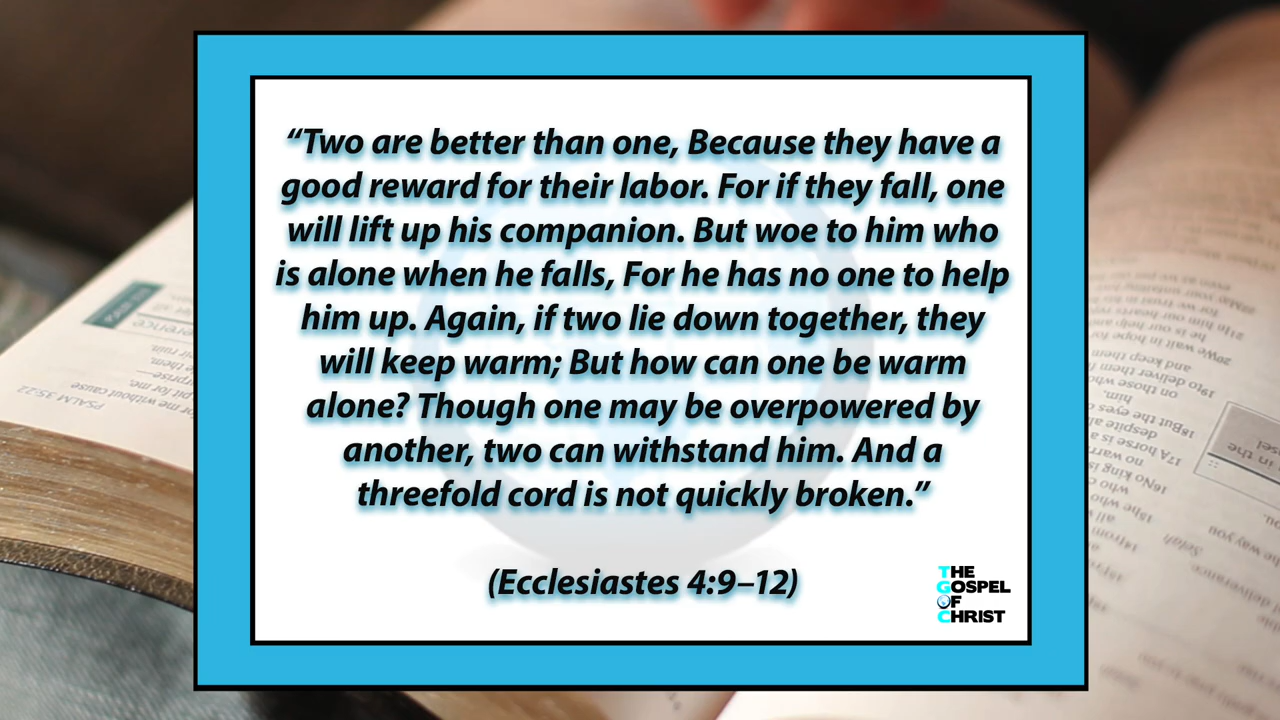 “Two are better than one, Because they have a
good reward for their labor. For if they fall, one
will lift up his companion. But woe to him who
is alone when he falls, For he has no one to help
him up. Again, if two lie down together, they
will keep warm; But how can one be warm
alone? Though one may be overpowered by
another, two can withstand him. And a
threefold cord is not quickly broken.”
(Ecclesiastes 4:9–12)
THE
GOSPEL
OF
CHRIST
PSALM 35:22